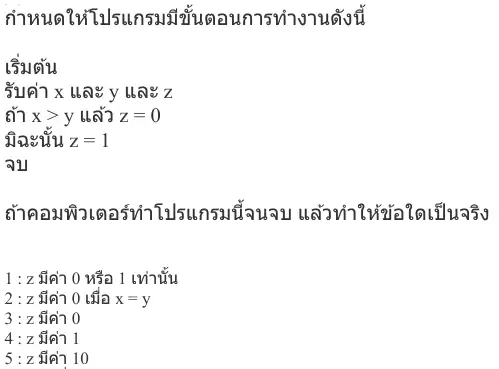 กำหนดให้โปรแกรมมีขั้นตอนการทำงานดังนี้
เริ่มต้น
รับค่า x และ y และ z
ถ้า x > y แล้ว z = 0
มิฉะนั้น z = 1
จบ
ถ้าคอมพิวเตอร์ทำโปรแกรมนี้จนจบ แล้วทำให้ข้อใดเป็นจริง
1 : z มีค่า 0 หรือ 1 เท่านั้น
2 : z มีค่า 0 เมื่อ x = y
3 : z มีค่า 0
4 : z มีค่า 1
5 : z มีค่า 10